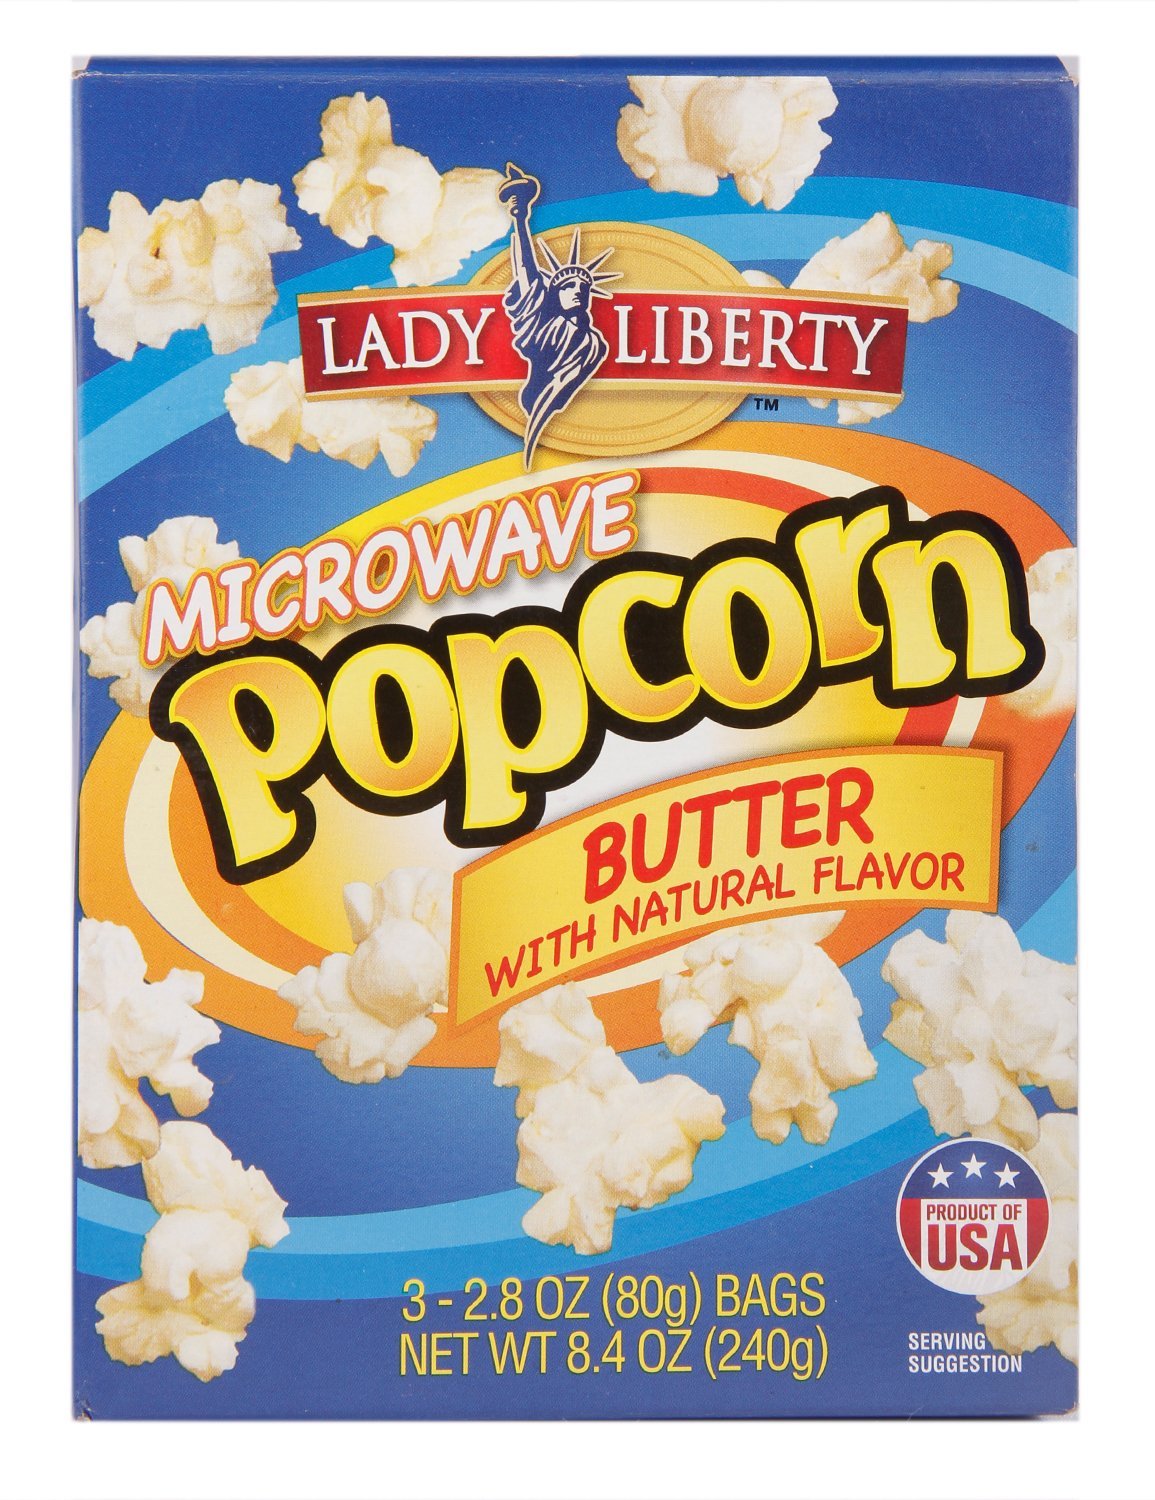 LADY LIBERTY
TM
MICROWAVE
Popcorn
BUTTER
WITH NATURAL FLAVOR
PRODUCT OF
USA
3 - 2.8 OZ (80g) BAGS
NET WT 8.4 OZ (240g)
SERVING
SUGGESTION